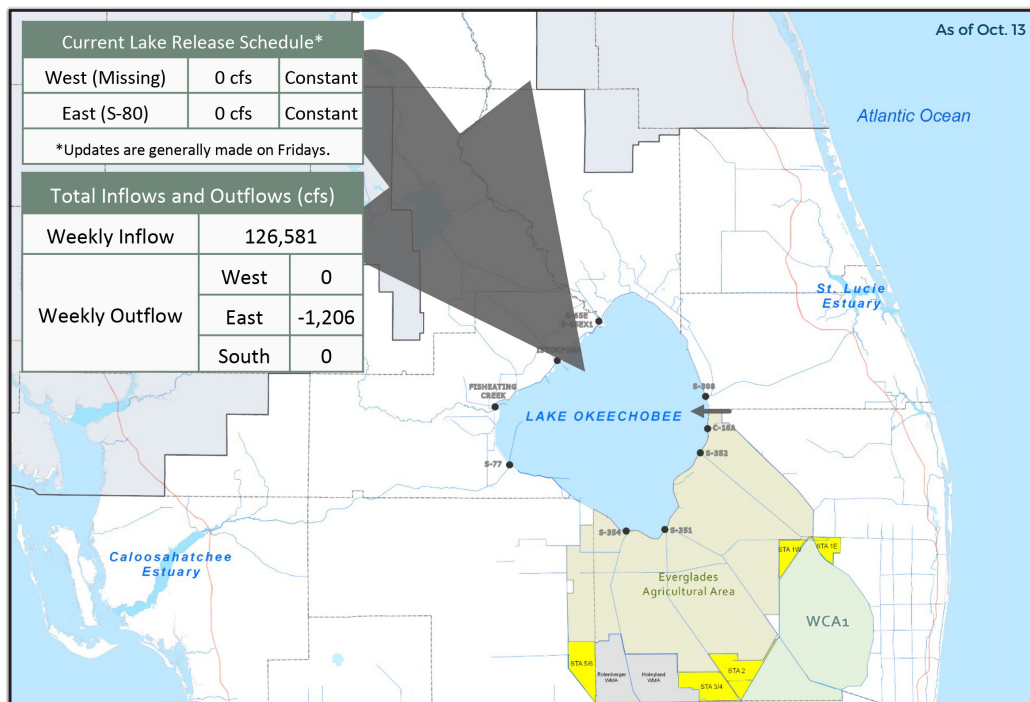 As of Oct. 13
Current Lake Release Schedule*
West (Missing) 0 cfs Constant
East (S-80) 0 cfs Constant
*Updates are generally made on Fridays.
Total Inflows and Outflows (cfs)
Weekly Inflow 126,581
Weekly Outflow
West 0
East -1,206
South 0
Atlantic Ocean
St. Lucie
Estuary
S-65E
S-65EX1
FISHEATING
CREEK
S-308
LAKE OKEECHOBEE
C-10A
S-352
S-77
S-354
S-351
Caloosahatchee
Estuary
Everglades
Agricultural Area
STA 1W
STA 1E
WCA1
STA 5/6
Rotenberger
WMA
Holeyland
WMA
STA 2
STA 3/4